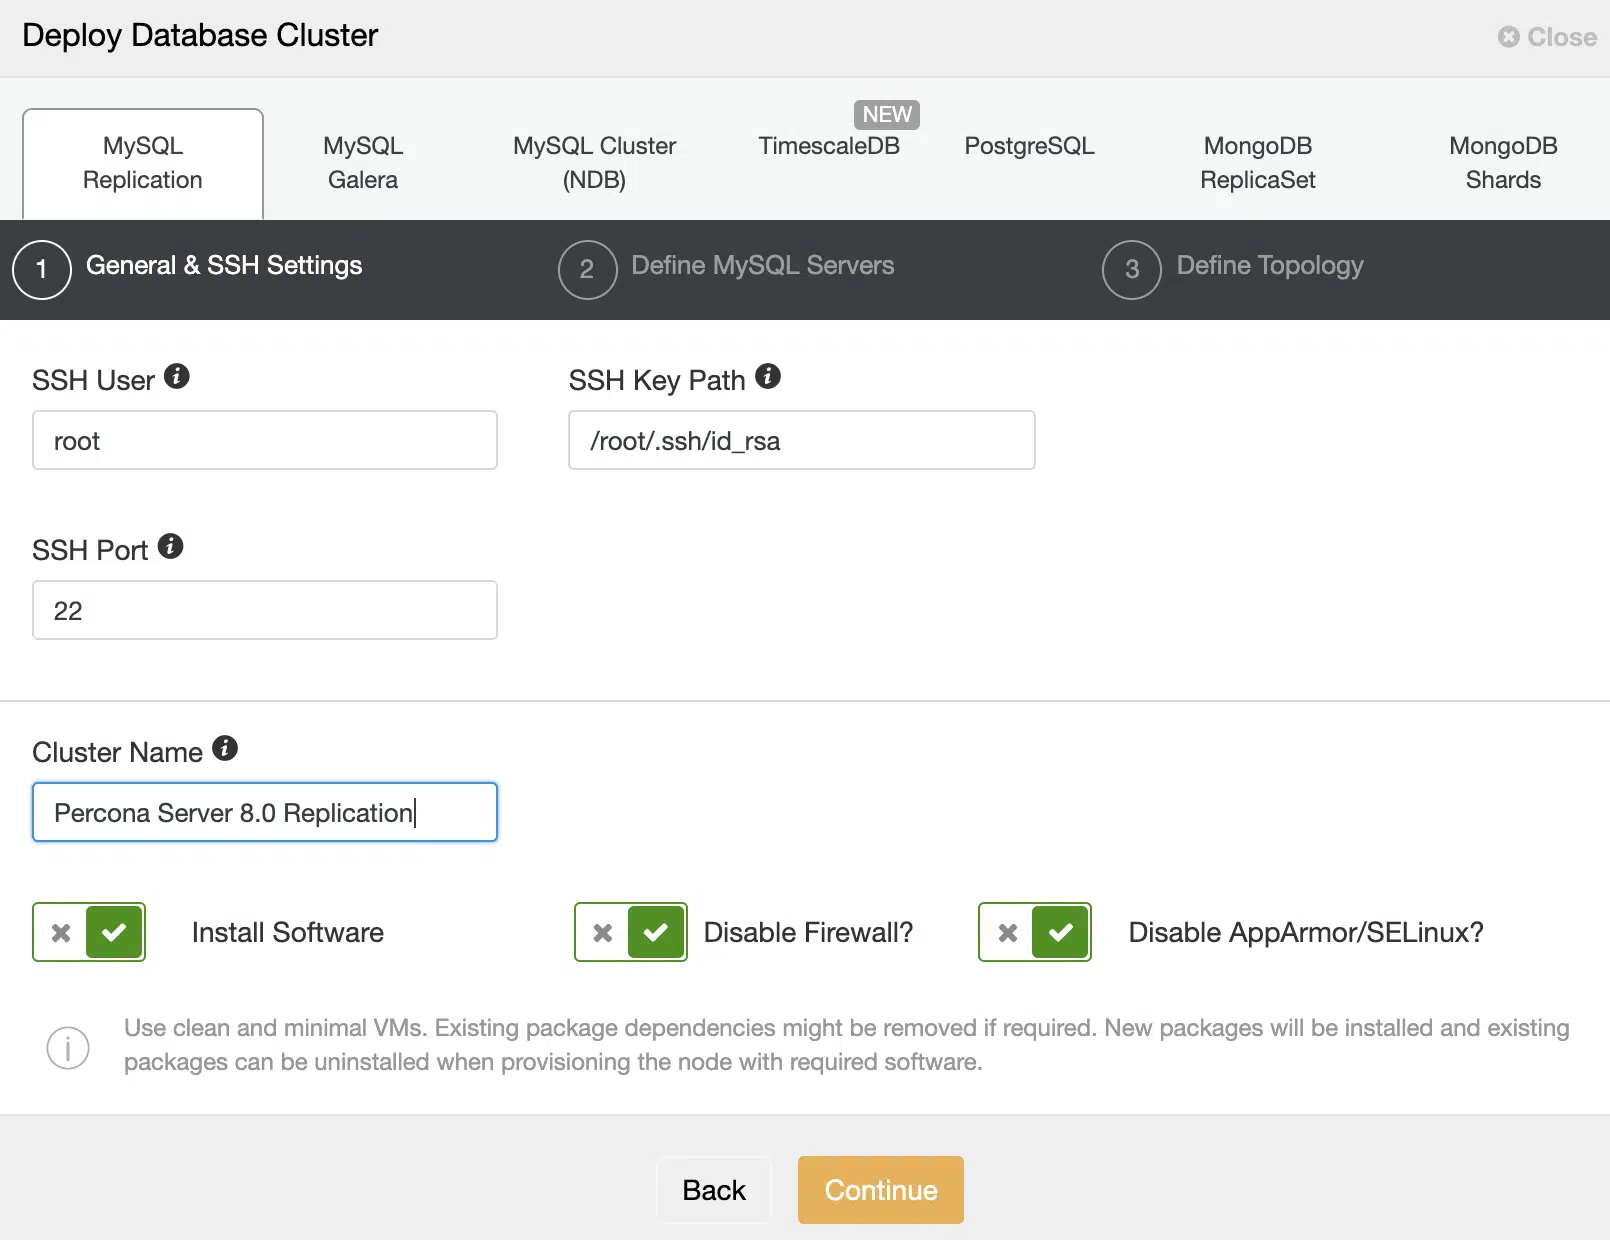 Deploy Database Cluster
Close
NEW
MySQL Replication
MySQL Galera
MySQL Cluster (NDB)
TimescaleDB
PostgreSQL
MongoDB ReplicaSet
MongoDB Shards
1 General & SSH Settings
2 Define MySQL Servers
3 Define Topology
SSH User
SSH Key Path
root
/root/.ssh/id_rsa
SSH Port
22
Cluster Name
Percona Server 8.0 Replication
Install Software
Disable Firewall?
Disable AppArmor/SELinux?
Use clean and minimal VMs. Existing package dependencies might be removed if required. New packages will be installed and existing
packages can be uninstalled when provisioning the node with required software.
Back
Continue